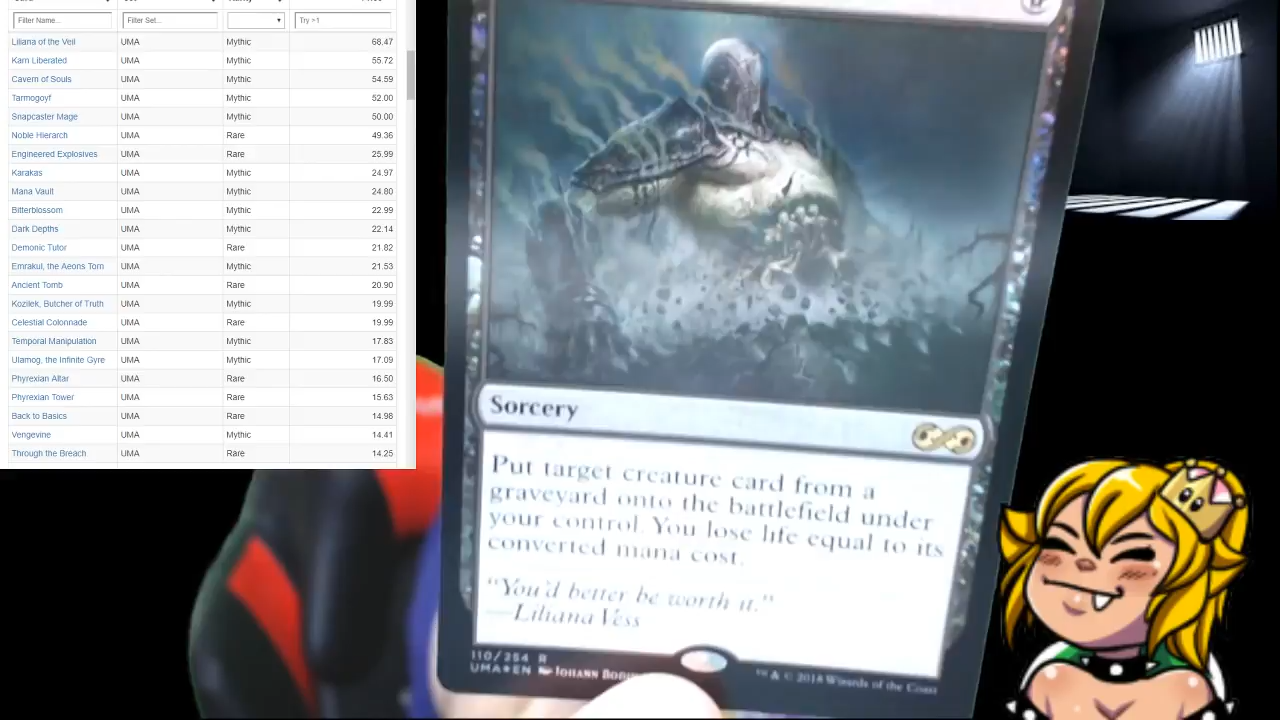 Filter Name... Filter Set... Try >1
Liliana of the Veil UMA Mythic 68.47
Karn Liberated UMA Mythic 55.72
Cavern of Souls UMA Mythic 54.59
Tarmogoyf UMA Mythic 52.00
Snapcaster Mage UMA Mythic 50.00
Noble Hierarch UMA Rare 49.36
Engineered Explosives UMA Rare 25.99
Karakas UMA Mythic 24.97
Mana Vault UMA Mythic 24.80
Bitterblossom UMA Mythic 22.99
Dark Depths UMA Mythic 22.14
Demonic Tutor UMA Rare 21.82
Emrakul, the Aeons Torn UMA Mythic 21.53
Ancient Tomb UMA Rare 20.90
Kozilek, Butcher of Truth UMA Mythic 19.99
Celestial Colonnade UMA Rare 19.99
Temporal Manipulation UMA Mythic 17.83
Ulamog, the Infinite Gyre UMA Mythic 17.09
Phyrexian Altar UMA Rare 16.50
Phyrexian Tower UMA Rare 15.63
Back to Basics UMA Rare 14.98
Vengevine UMA Mythic 14.41
Through the Breach UMA Rare 14.25
Sorcery
Put target creature card from a
graveyard onto the battlefield under
your control. You lose life equal to its
converted mana cost.
"You'd better be worth it."
—Liliana Vess
110/254 R
UMA★EN Johann
™ & © 2018 Wizards of the Coast